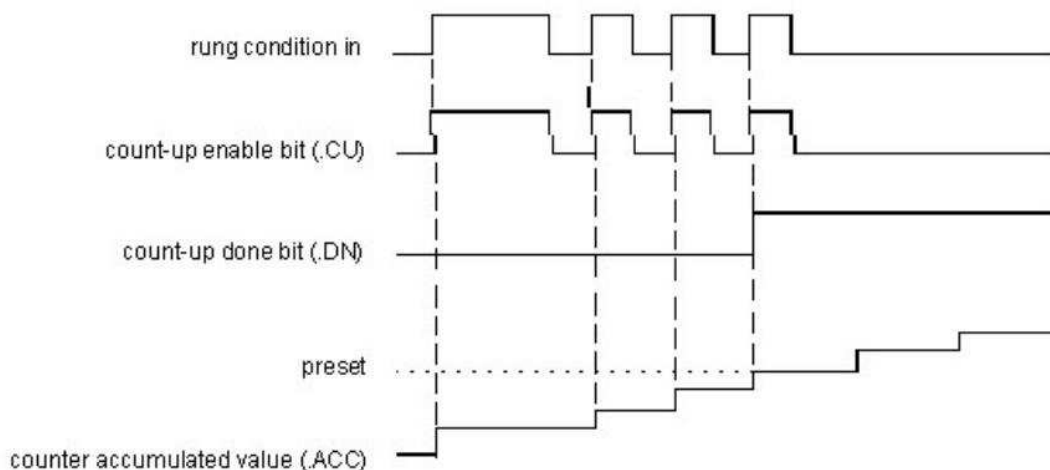 rung condition in
count-up enable bit (.CU)
count-up done bit (.DN)
preset
counter accumulated value (.ACC)